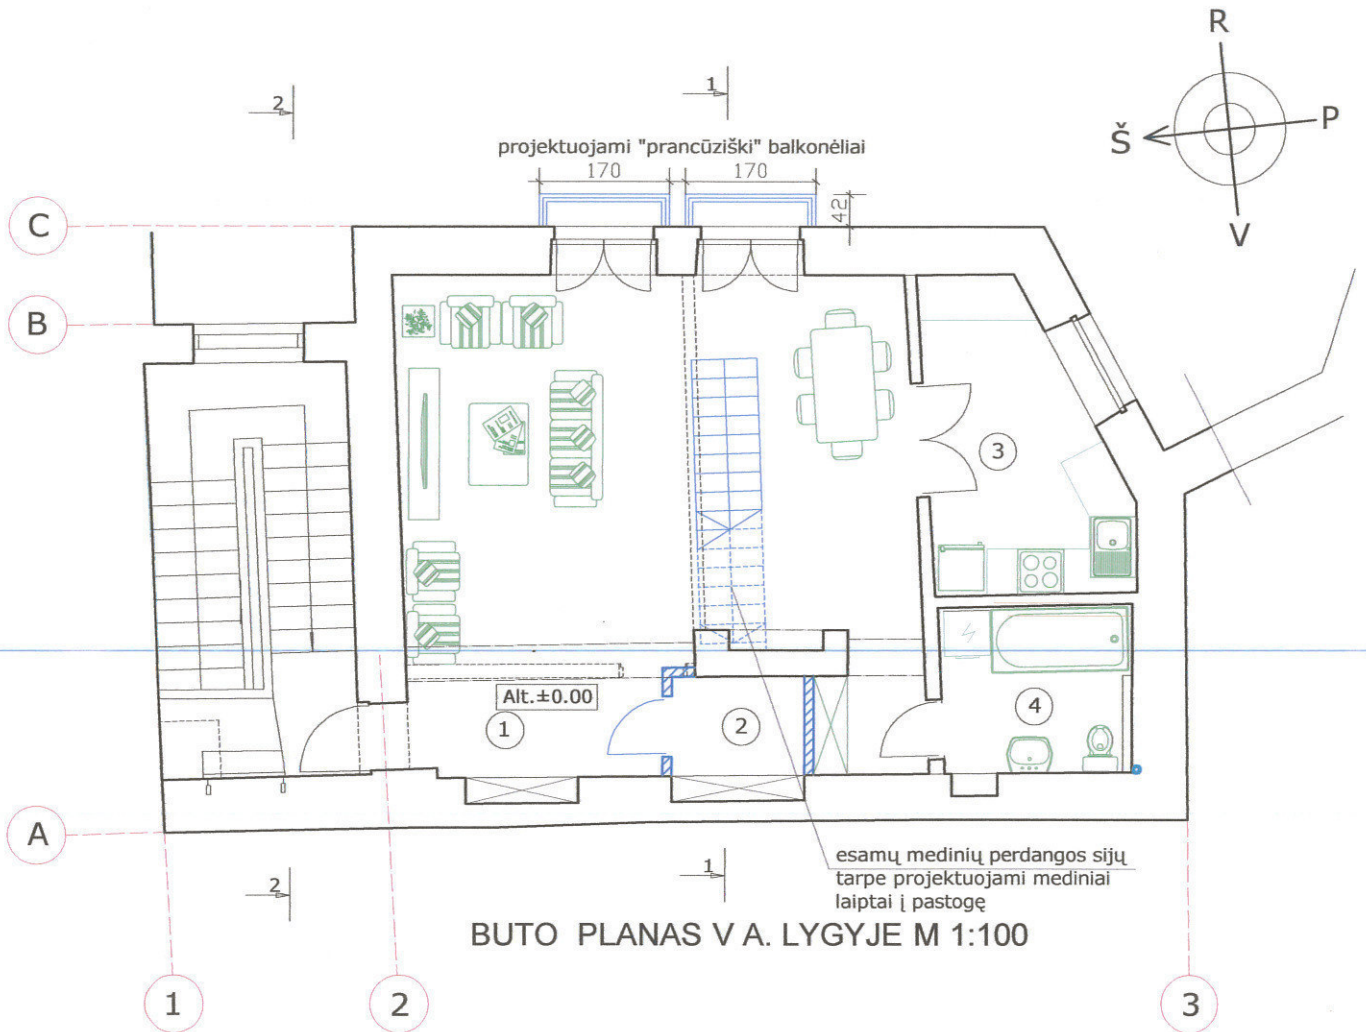 R
Š
P
V
2
1
projektuojami "prancūziški" balkonėliai
170
170
42
C
B
3
Alt.±0.00
1
2
4
A
esamų medinių perdangos sijų
tarpe projektuojami mediniai
laiptai į pastogę
2
1
BUTO PLANAS V A. LYGYJE M 1:100
1
2
3